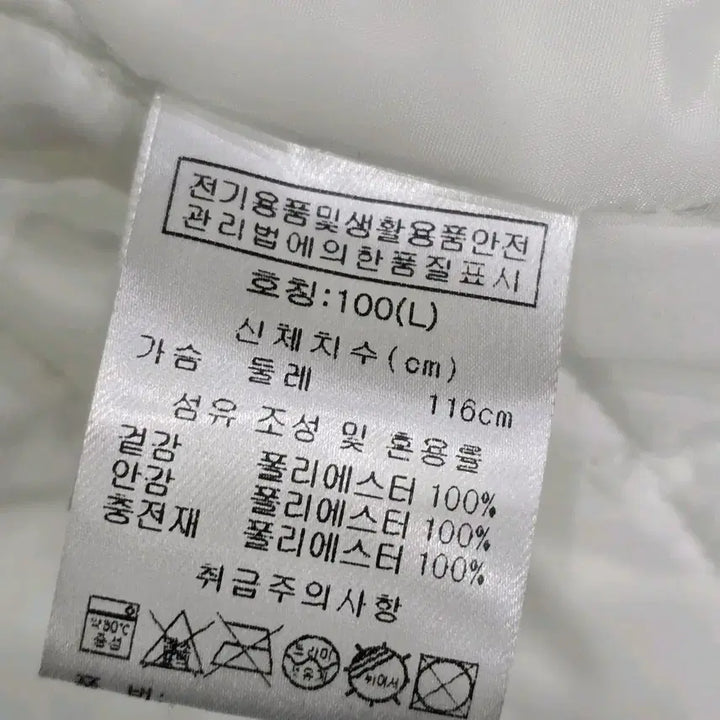 전기용품및생활용품안전
관리법에의한품질표시
호칭:100(L)
신체치수(cm)
가슴 둘레 116cm
섬유 조성 및 혼용율
겉감 폴리에스터 100%
안감 폴리에스터 100%
충전재 폴리에스터 100%
취급주의사항
약30℃ 중성
염소
드라이
뉘어서